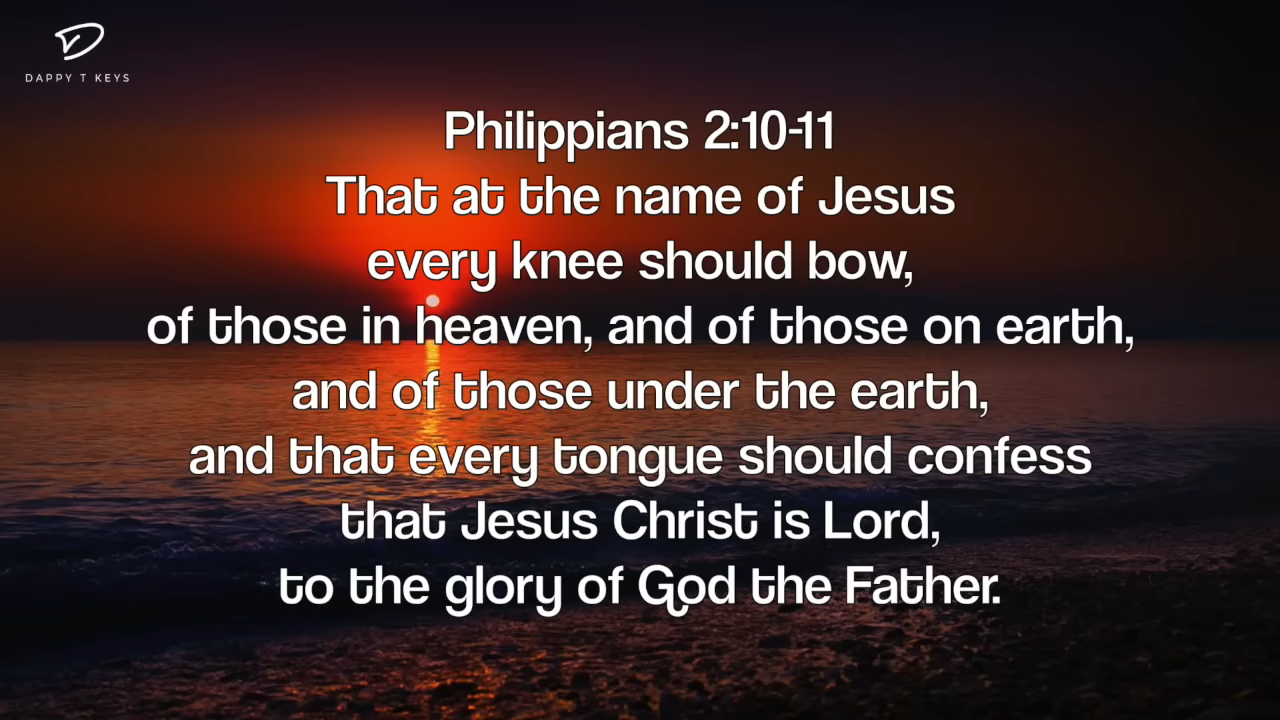 DAPPY T KEYS
Philippians 2:10-11
That at the name of Jesus
every knee should bow,
of those in heaven, and of those on earth,
and of those under the earth,
and that every tongue should confess
that Jesus Christ is Lord,
to the glory of God the Father.